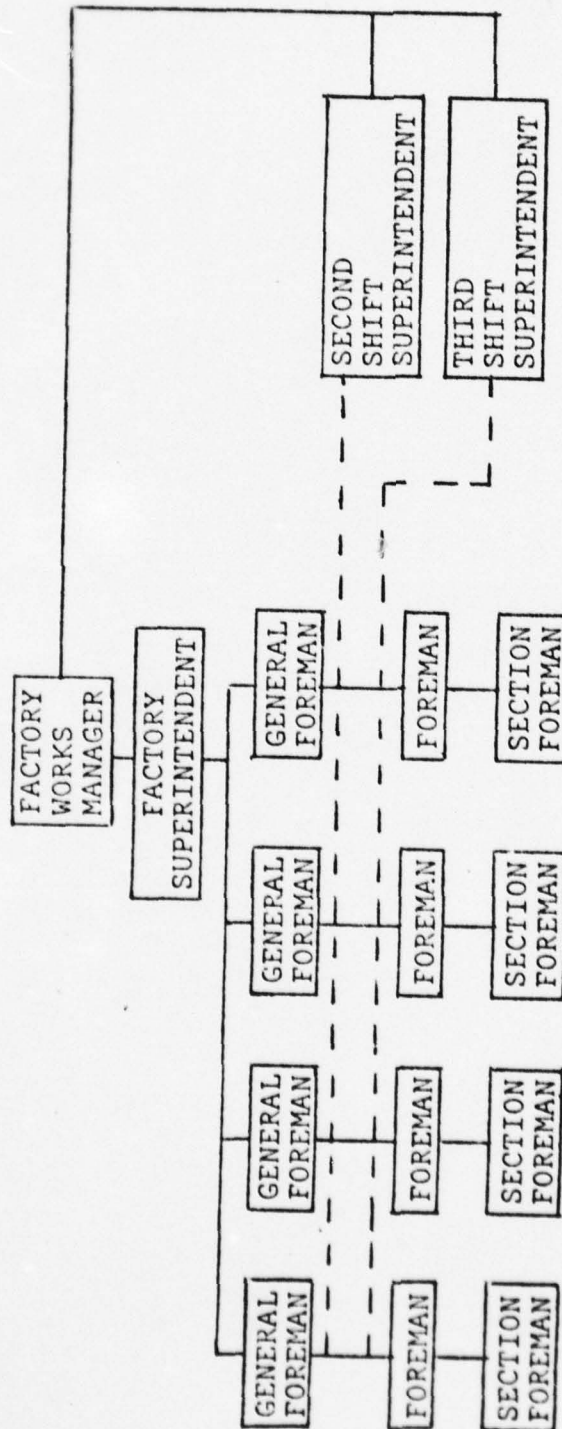 FACTORY
WORKS
MANAGER
FACTORY
SUPERINTENDENT
GENERAL
FOREMAN
GENERAL
FOREMAN
GENERAL
FOREMAN
GENERAL
FOREMAN
SECOND
SHIFT
SUPERINTENDENT
FOREMAN
FOREMAN
FOREMAN
FOREMAN
THIRD
SHIFT
SUPERINTENDENT
SECTION
FOREMAN
SECTION
FOREMAN
SECTION
FOREMAN
SECTION
FOREMAN